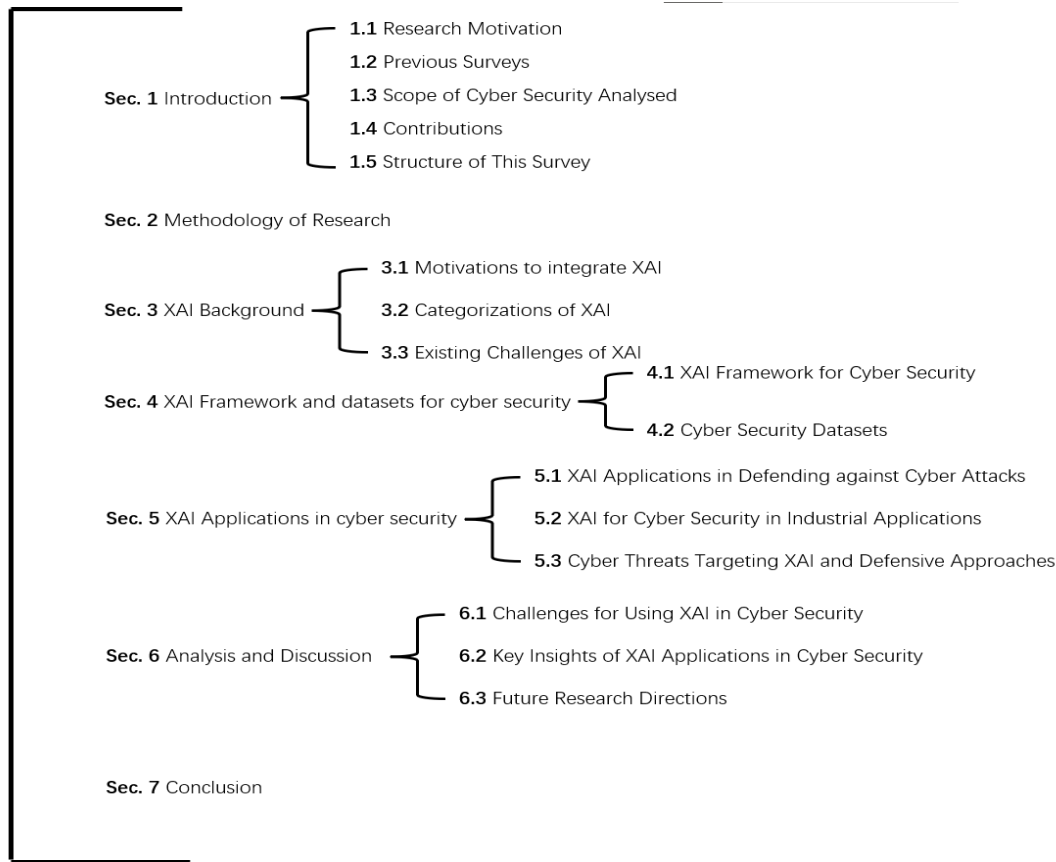 1.1 Research Motivation
1.2 Previous Surveys
Sec. 1 Introduction
1.3 Scope of Cyber Security Analysed
1.4 Contributions
1.5 Structure of This Survey
Sec. 2 Methodology of Research
3.1 Motivations to integrate XAI
Sec. 3 XAI Background
3.2 Categorizations of XAI
3.3 Existing Challenges of XAI
4.1 XAI Framework for Cyber Security
Sec. 4 XAI Framework and datasets for cyber security
4.2 Cyber Security Datasets
5.1 XAI Applications in Defending against Cyber Attacks
Sec. 5 XAI Applications in cyber security
5.2 XAI for Cyber Security in Industrial Applications
5.3 Cyber Threats Targeting XAI and Defensive Approaches
6.1 Challenges for Using XAI in Cyber Security
Sec. 6 Analysis and Discussion
6.2 Key Insights of XAI Applications in Cyber Security
6.3 Future Research Directions
Sec. 7 Conclusion